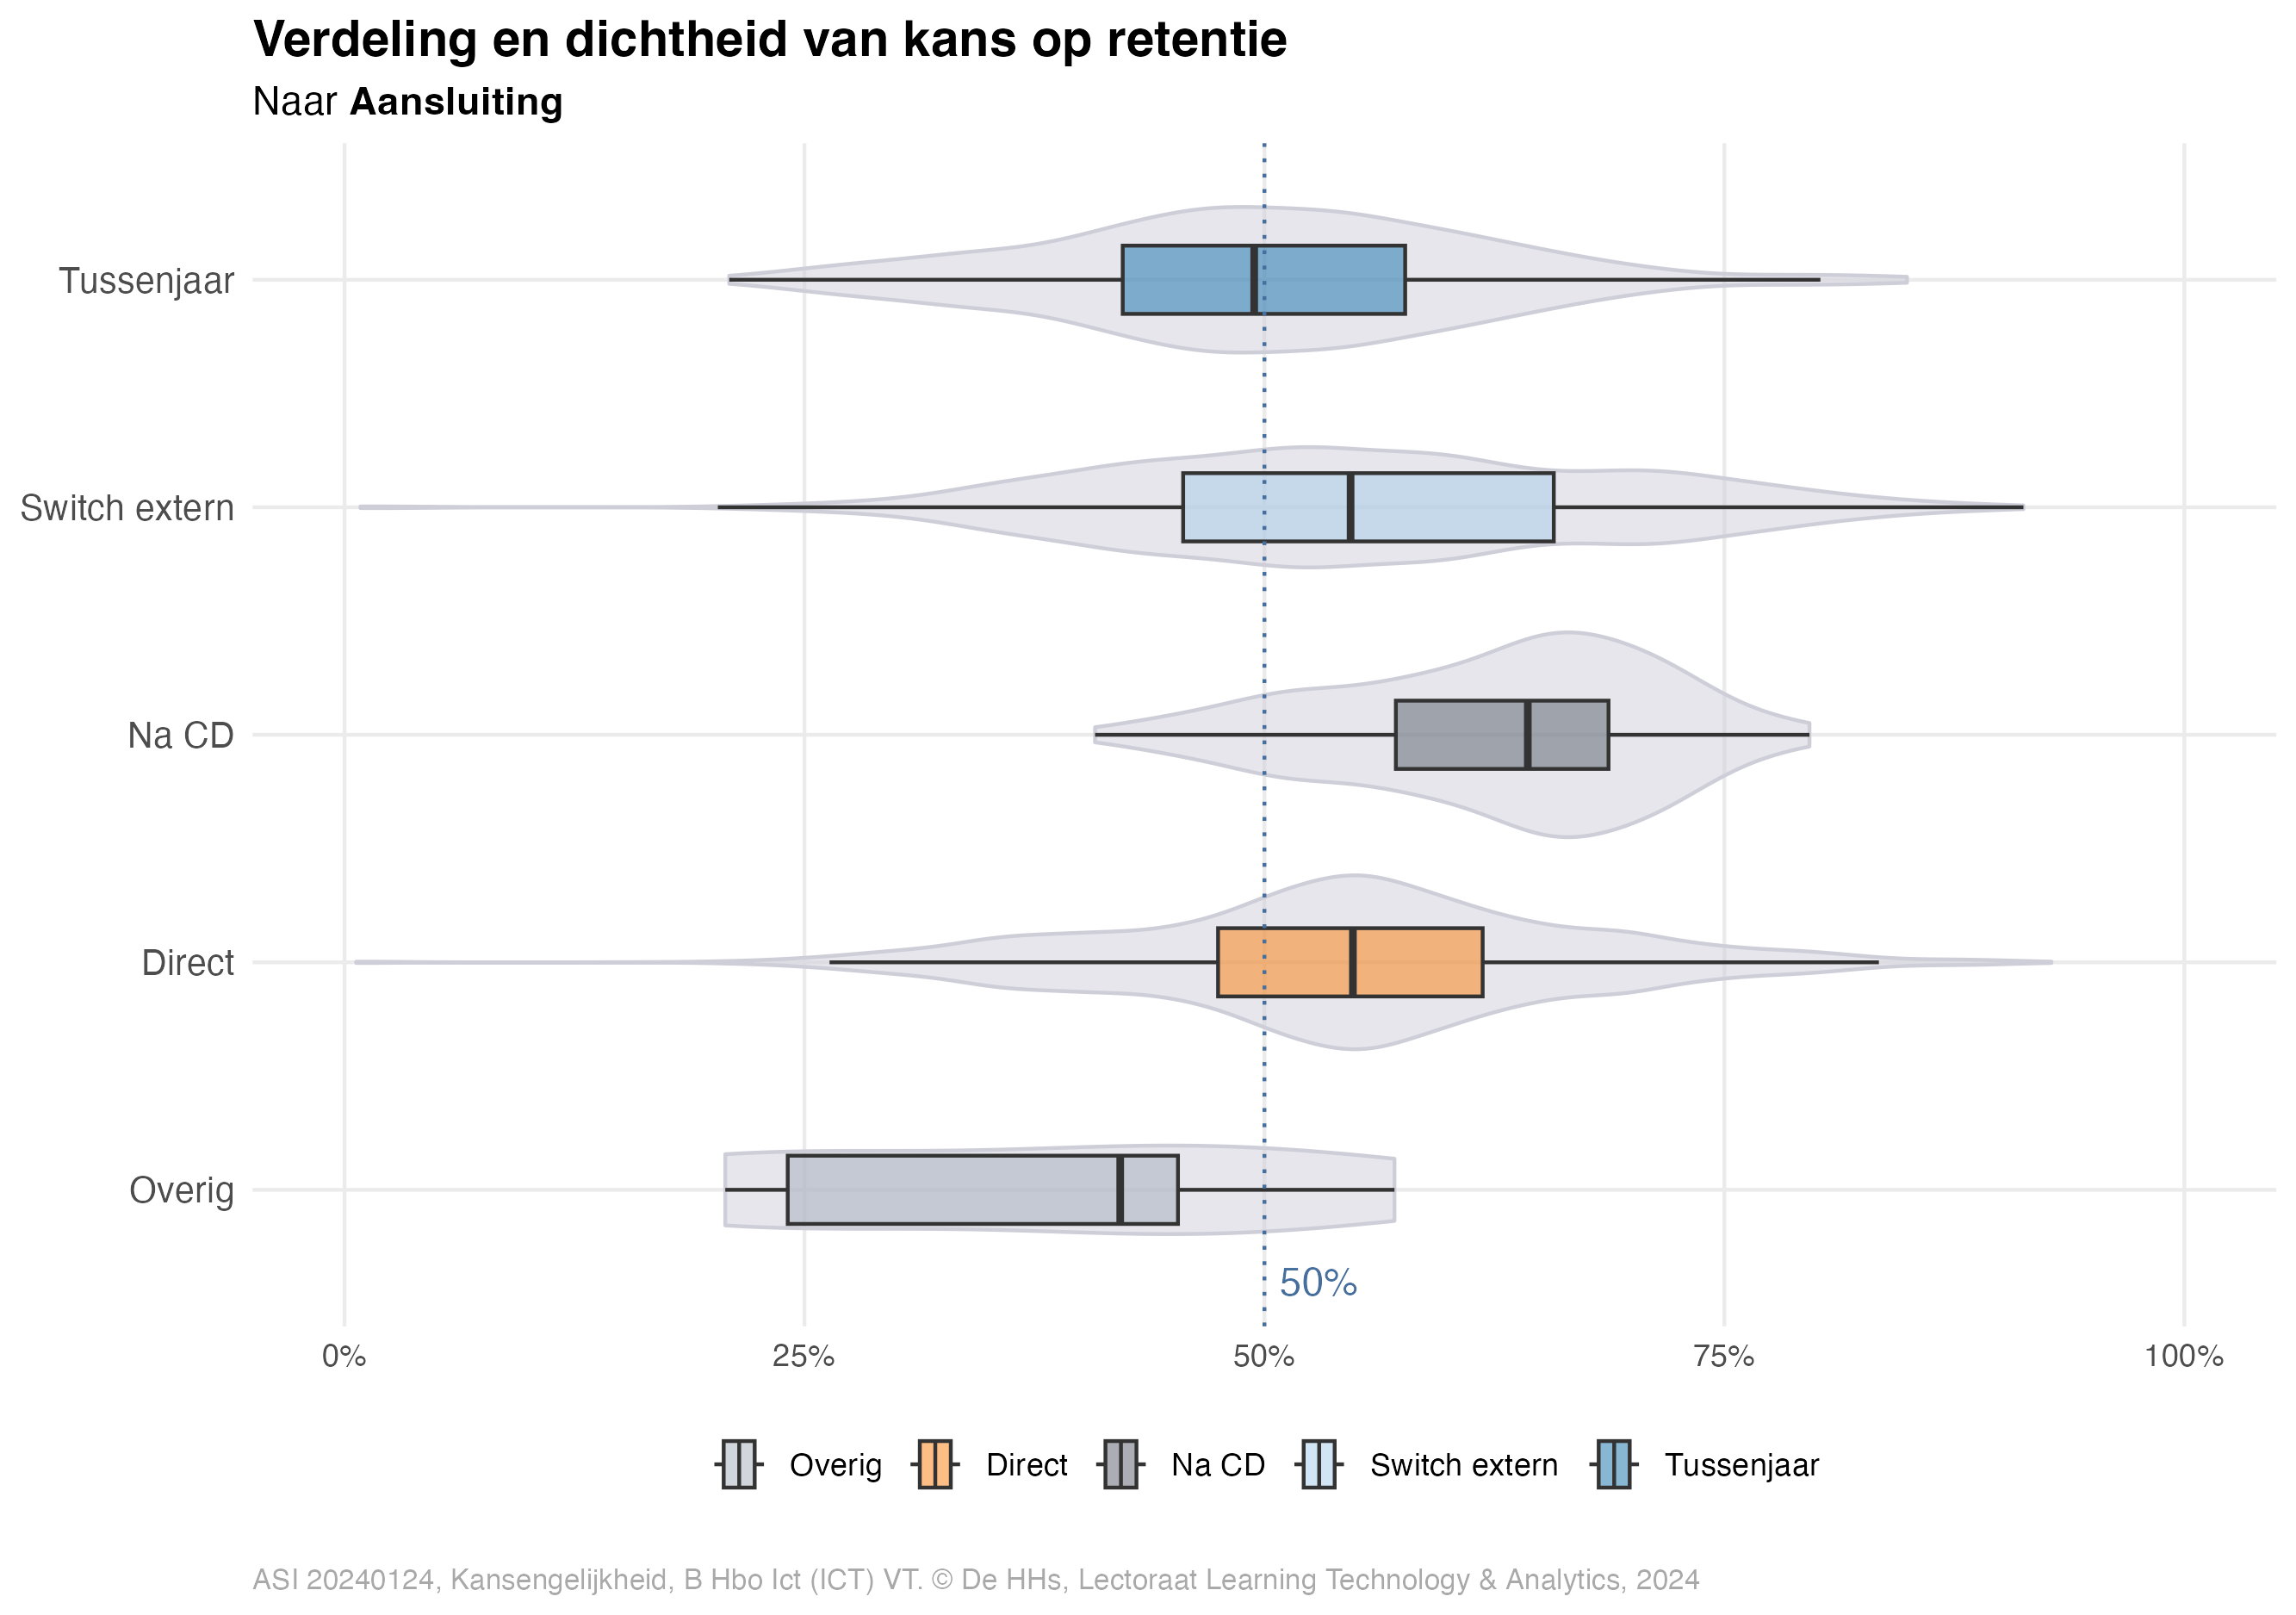 Verdeling en dichtheid van kans op retentie
Naar Aansluiting
Tussenjaar
Switch extern
Na CD
Direct
Overig
50%
0% 25% 50% 75% 100%
Overig Direct Na CD Switch extern Tussenjaar
ASI 20240124, Kansengelijkheid, B Hbo Ict (ICT) VT. © De HHs, Lectoraat Learning Technology & Analytics, 2024